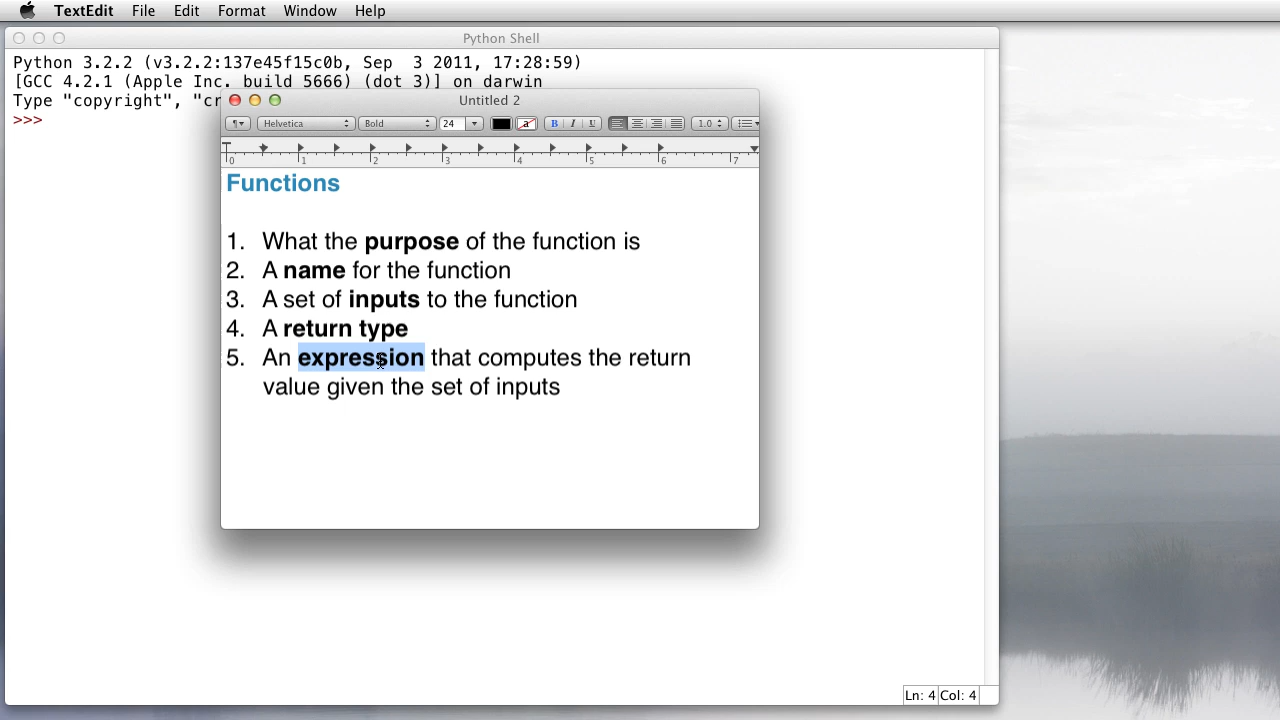 TextEdit File Edit Format Window Help
Python Shell
Python 3.2.2 (v3.2.2:137e45f15c0b, Sep  3 2011, 17:28:59)
[GCC 4.2.1 (Apple Inc. build 5666) (dot 3)] on darwin
Type "copyright", "cr
>>>
Untitled 2
¶ Helvetica Bold 24 a B I U 1.0
0 1 2 3 4 5 6 7
Functions
1. What the purpose of the function is
2. A name for the function
3. A set of inputs to the function
4. A return type
5. An expression that computes the return
value given the set of inputs
Ln: 4 Col: 4